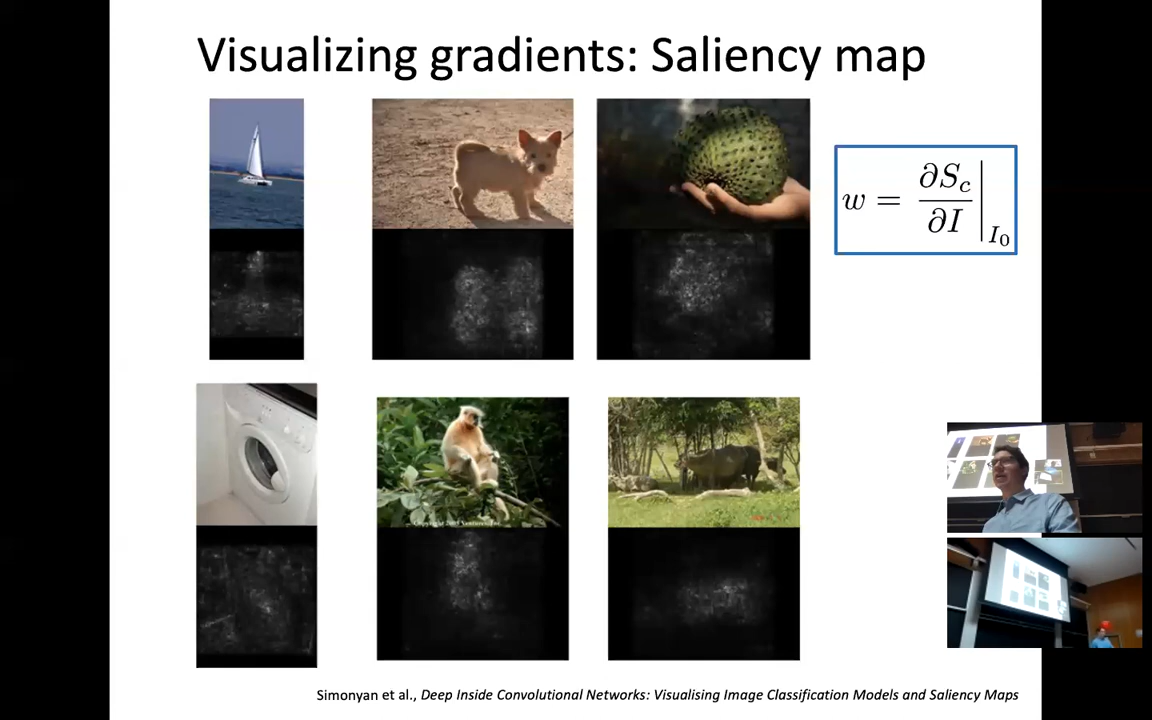 Visualizing gradients: Saliency map
w = ∂S_c/∂I |_{I_0}
Simonyan et al., Deep Inside Convolutional Networks: Visualising Image Classification Models and Saliency Maps